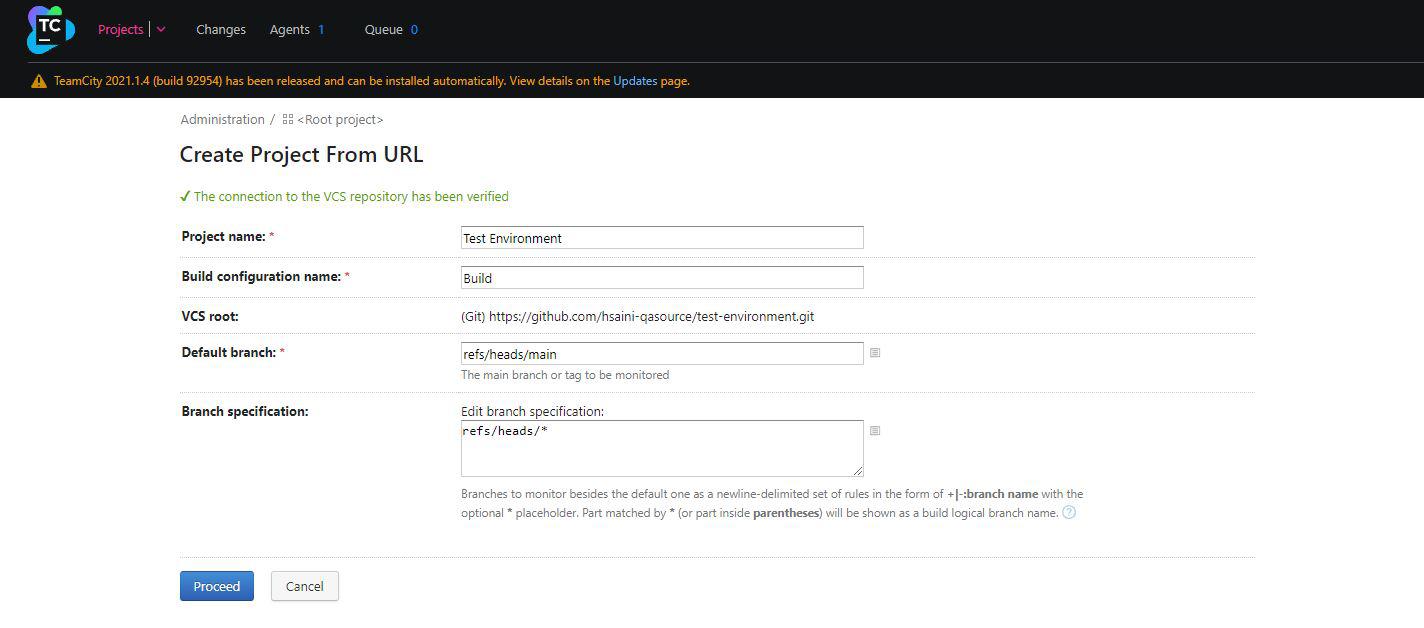 TC
Projects Changes Agents 1 Queue 0
TeamCity 2021.1.4 (build 92954) has been released and can be installed automatically. View details on the Updates page.
Administration / <Root project>
Create Project From URL
✓ The connection to the VCS repository has been verified
Project name: * Test Environment
Build configuration name: * Build
VCS root: (Git) https://github.com/hsaini-qasource/test-environment.git
Default branch: * refs/heads/main
The main branch or tag to be monitored
Branch specification: Edit branch specification:
refs/heads/*
Branches to monitor besides the default one as a newline-delimited set of rules in the form of +|-:branch name with the
optional * placeholder. Part matched by * (or part inside parentheses) will be shown as a build logical branch name. ?
Proceed Cancel